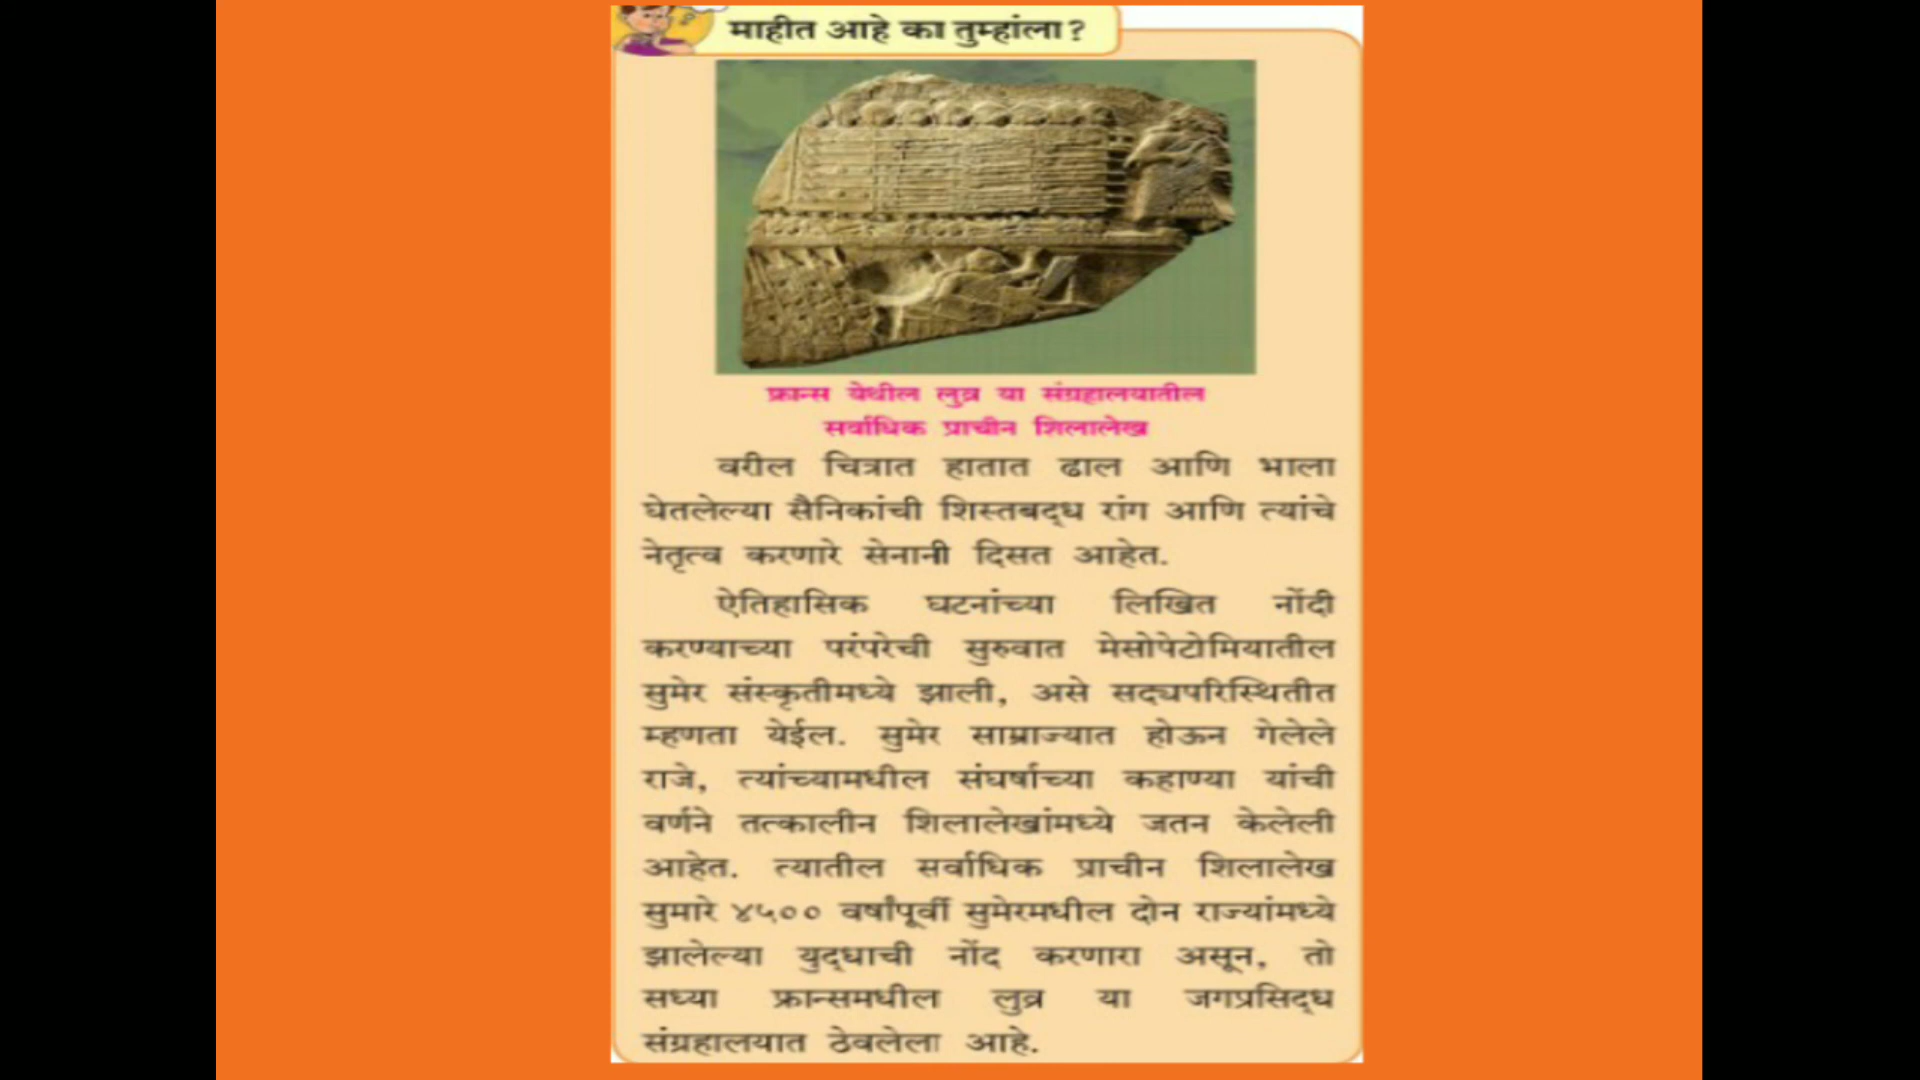 माहीत आहे का तुम्हांला ?
फ्रान्स येथील लुव्र या संग्रहालयातील
सर्वाधिक प्राचीन शिलालेख
वरील चित्रात हातात ढाल आणि भाला
घेतलेल्या सैनिकांची शिस्तबद्ध रांग आणि त्यांचे
नेतृत्व करणारे सेनानी दिसत आहेत.
ऐतिहासिक घटनांच्या लिखित नोंदी
करण्याच्या परंपरेची सुरुवात मेसोपेटोमियातील
सुमेर संस्कृतीमध्ये झाली, असे सद्यपरिस्थितीत
म्हणता येईल. सुमेर साम्राज्यात होऊन गेलेले
राजे, त्यांच्यामधील संघर्षाच्या कहाण्या यांची
वर्णने तत्कालीन शिलालेखांमध्ये जतन केलेली
आहेत. त्यातील सर्वाधिक प्राचीन शिलालेख
सुमारे ४५०० वर्षांपूर्वी सुमेरमधील दोन राज्यांमध्ये
झालेल्या युद्धाची नोंद करणारा असून, तो
सध्या फ्रान्समधील लुव्र या जगप्रसिद्ध
संग्रहालयात ठेवलेला आहे.